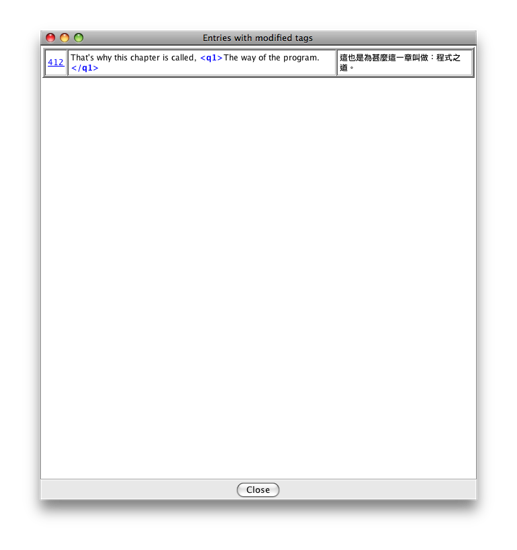 Entries with modified tags
412
That's why this chapter is called, <q1>The way of the program.
</q1>
這也是為甚麼這一章叫做：程式之
道。
Close